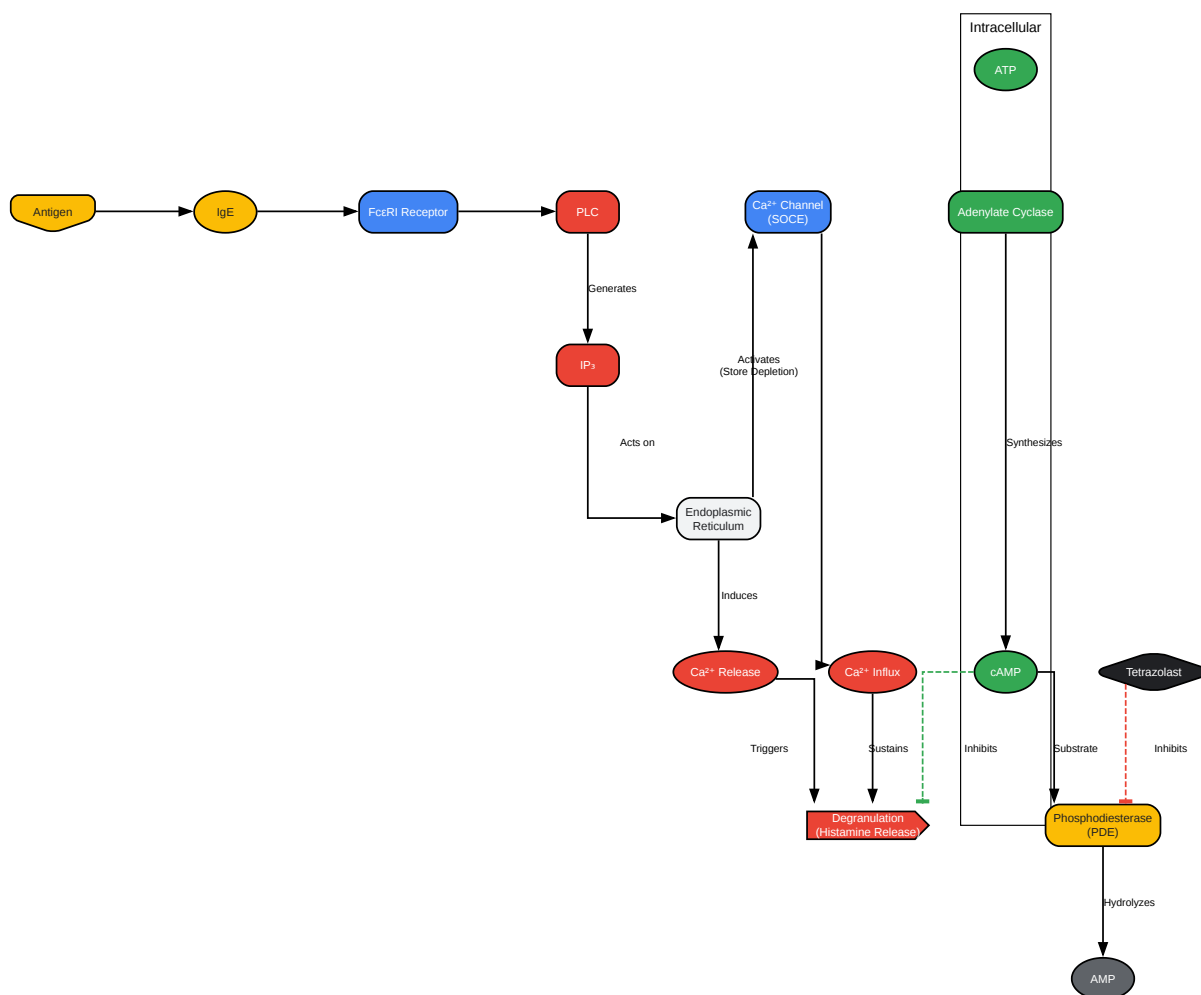 Intracellular
ATP
Antigen
IgE
FcεRI Receptor
PLC
Ca²⁺ Channel
(SOCE)
Adenylate Cyclase
Generates
IP₃
Activates
(Store Depletion)
Acts on
Synthesizes
Endoplasmic
Reticulum
Induces
Ca²⁺ Release
Ca²⁺ Influx
cAMP
Tetrazolast
Triggers
Sustains
Inhibits
Substrate
Inhibits
Degranulation
(Histamine Release)
Phosphodiesterase
(PDE)
Hydrolyzes
AMP